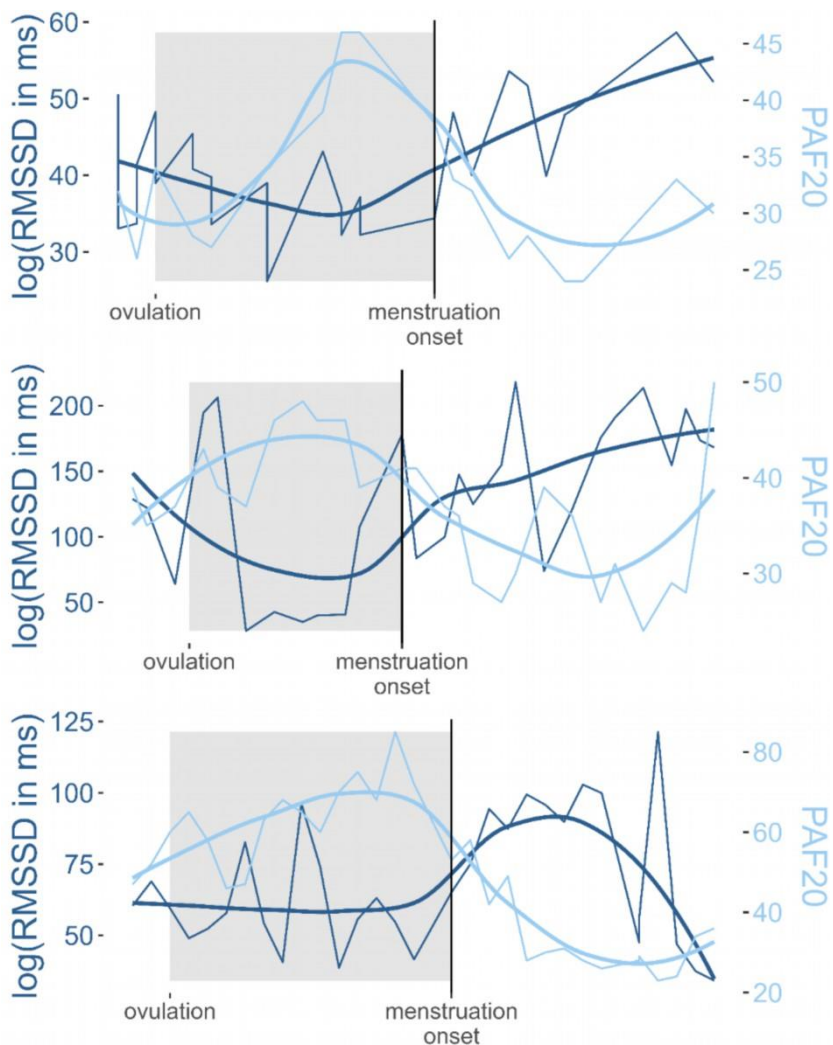 log(RMSSD in ms)
60 -
50 -
40 -
30 -
- 45
- 40
- 35
- 30
- 25
PAF20
ovulation
menstruation
onset
log(RMSSD in ms)
200 -
150 -
100 -
50 -
- 50
- 40
- 30
PAF20
ovulation
menstruation
onset
log(RMSSD in ms)
125 -
100 -
75 -
50 -
- 80
- 60
- 40
- 20
PAF20
ovulation
menstruation
onset